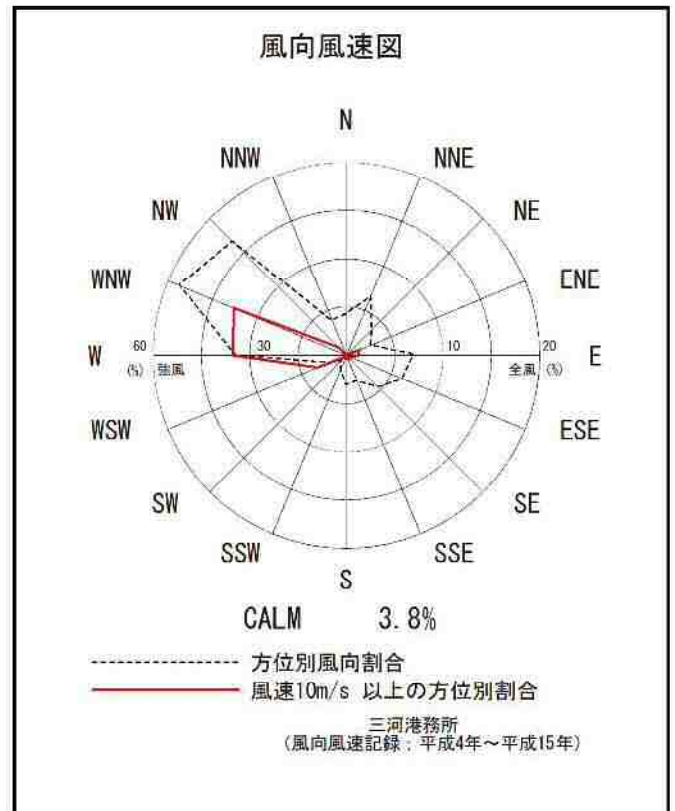 風向風速図
N
NNW
NNE
NW
NE
WNW
ENE
W
60
30
10
20
E
(%)
強風
全風
(%)
WSW
ESE
SW
SE
SSW
SSE
S
CALM 3.8%
方位別風向割合
風速10m/s 以上の方位別割合
三河港務所
(風向風速記録:平成4年~平成15年)